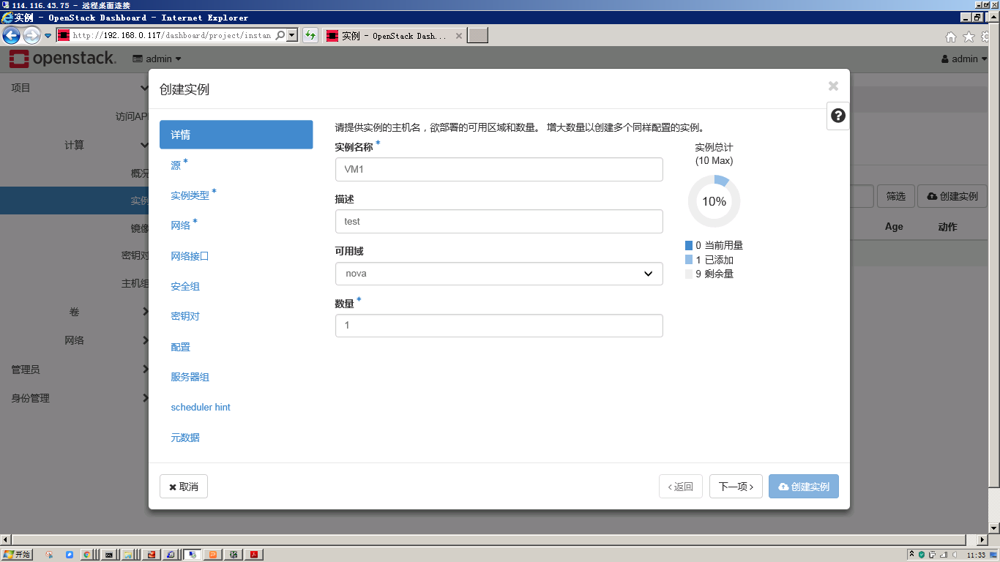 114.116.43.75 - 远程桌面连接
实例 - OpenStack Dashboard - Internet Explorer
http://192.168.0.117/dashboard/project/instan
实例 - OpenStack Dash...
openstack.
admin
admin
项目
访问API
计算
概况
实例
镜像
密钥对
主机组
卷
网络
管理员
身份管理
筛选
创建实例
Age
动作
创建实例
详情
源 *
实例类型 *
网络 *
网络接口
安全组
密钥对
配置
服务器组
scheduler hint
元数据
请提供实例的主机名，欲部署的可用区域和数量。 增大数量以创建多个同样配置的实例。
实例名称 *
VM1
描述
test
可用域
nova
数量 *
1
实例总计
(10 Max)
10%
0 当前用量
1 已添加
9 剩余量
取消
返回
下一项
创建实例
开始
11:33